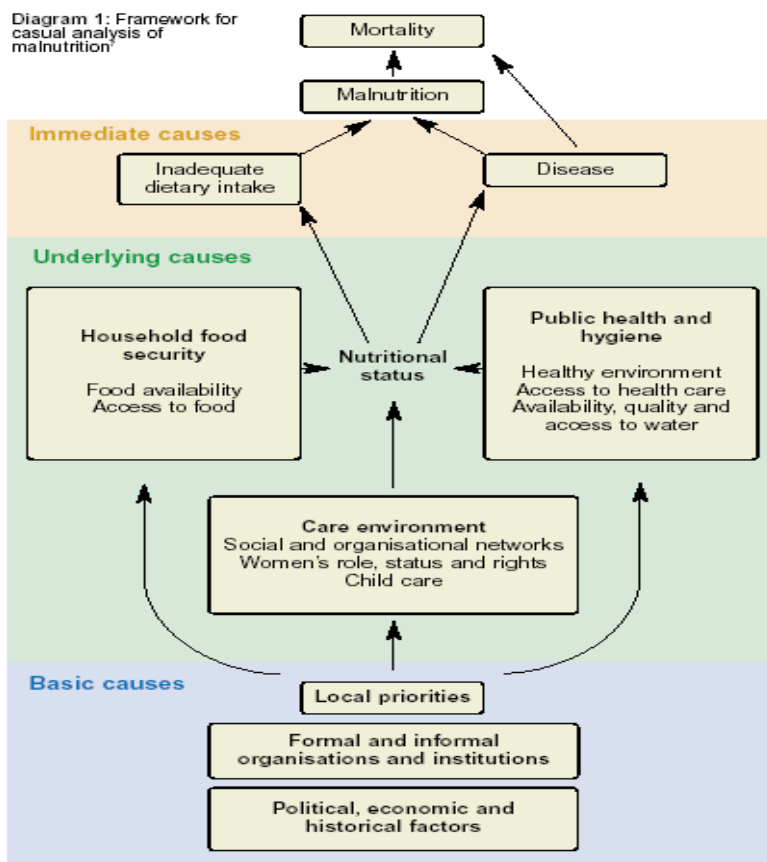 Diagram 1: Framework for
casual analysis of
malnutrition⁷
Mortality
Malnutrition
Immediate causes
Inadequate
dietary intake
Disease
Underlying causes
Household food
security
Food availability
Access to food
Nutritional
status
Public health and
hygiene
Healthy environment
Access to health care
Availability, quality and
access to water
Care environment
Social and organisational networks
Women's role, status and rights
Child care
Basic causes
Local priorities
Formal and informal
organisations and institutions
Political, economic and
historical factors